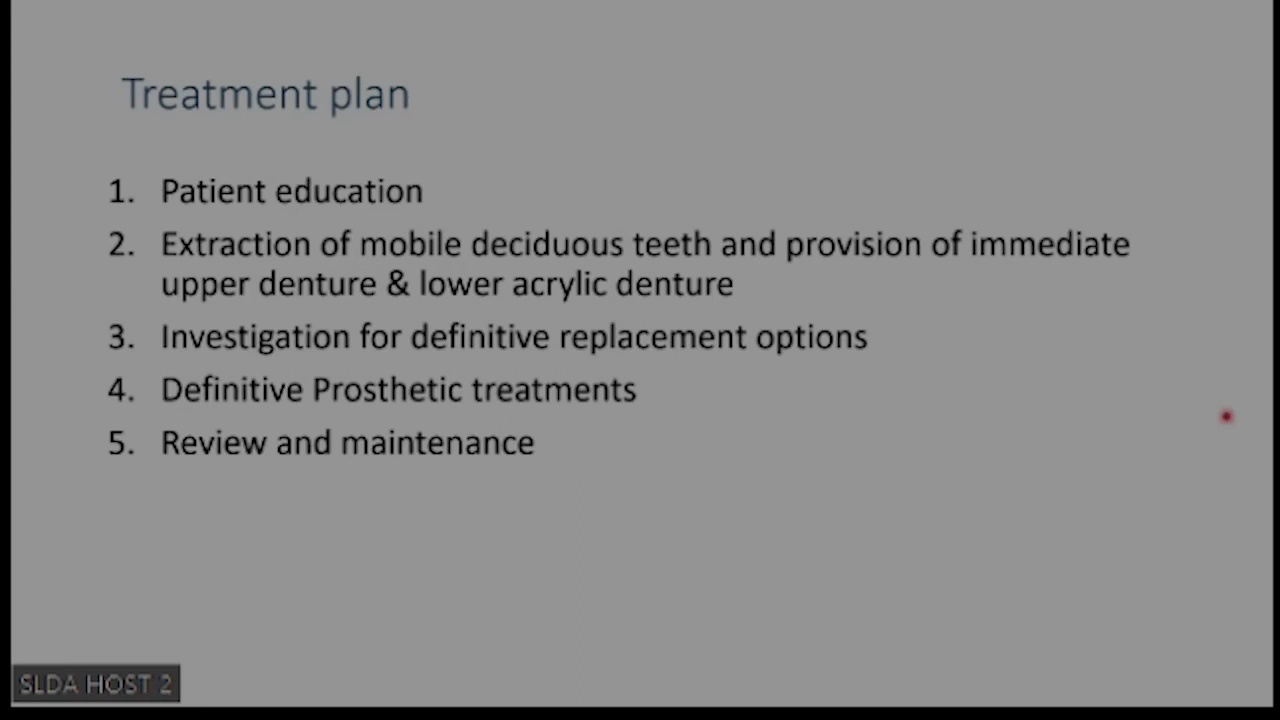 Treatment plan
1. Patient education
2. Extraction of mobile deciduous teeth and provision of immediate
upper denture & lower acrylic denture
3. Investigation for definitive replacement options
4. Definitive Prosthetic treatments
5. Review and maintenance
SLDA HOST 2